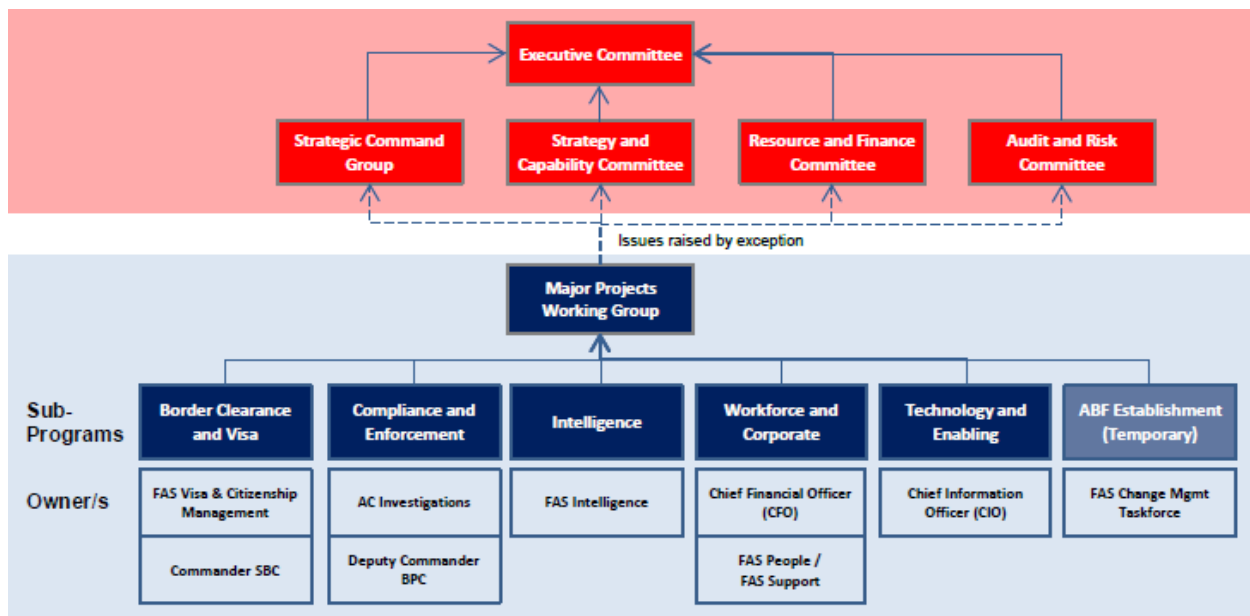 Executive Committee
Strategic Command
Group
Strategy and
Capability Committee
Resource and Finance
Committee
Audit and Risk
Committee
Issues raised by exception
Major Projects
Working Group
Sub-
Programs
Border Clearance
and Visa
Compliance and
Enforcement
Intelligence
Workforce and
Corporate
Technology and
Enabling
ABF Establishment
(Temporary)
Owner/s
FAS Visa & Citizenship
Management
AC Investigations
FAS Intelligence
Chief Financial Officer
(CFO)
Chief Information
Officer (CIO)
FAS Change Mgmt
Taskforce
Commander SBC
Deputy Commander
BPC
FAS People /
FAS Support